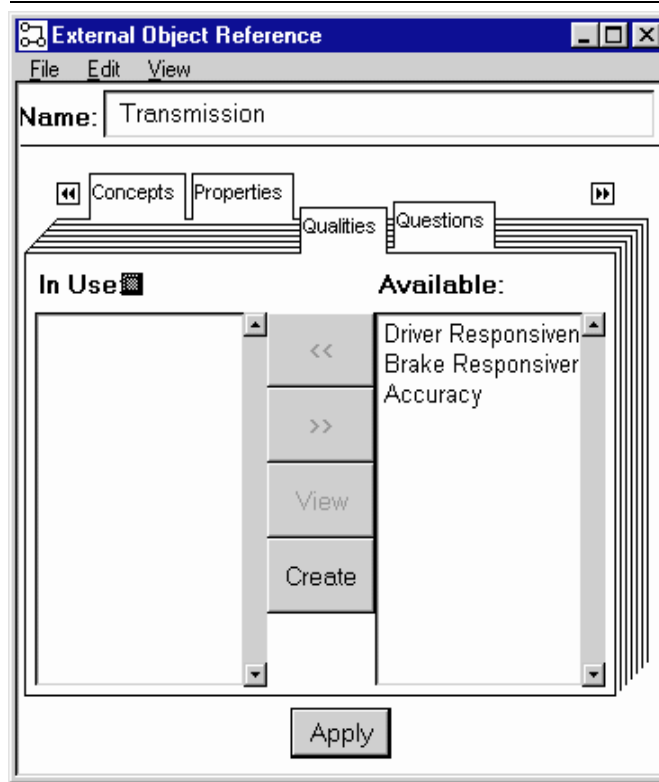 External Object Reference
File Edit View
Name: Transmission
Concepts Properties Qualities Questions
In Use Available:
<< Driver Responsiven
Brake Responsiver
>> Accuracy
View
Create
Apply